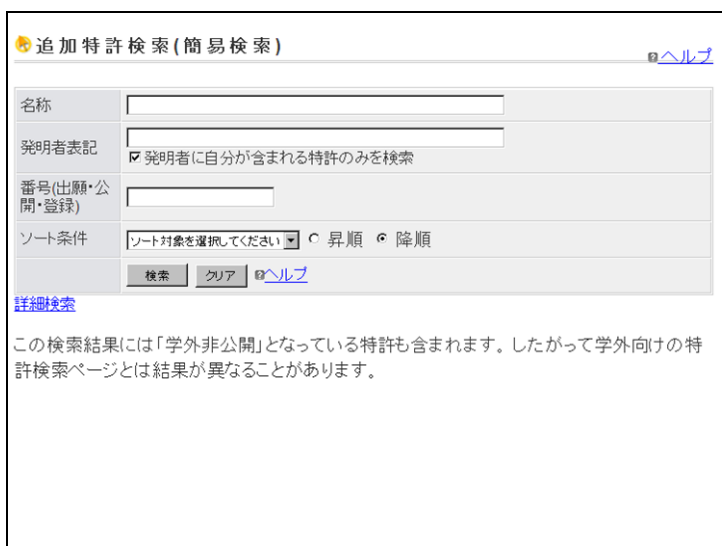 追加特許検索(簡易検索)
ヘルプ
名称
発明者表記
発明者に自分が含まれる特許のみを検索
番号(出願・公
開・登録)
ソート条件 ソート対象を選択してください 昇順 降順
検索 クリア ヘルプ
詳細検索
この検索結果には「学外非公開」となっている特許も含まれます。したがって学外向けの特
許検索ページとは結果が異なることがあります。